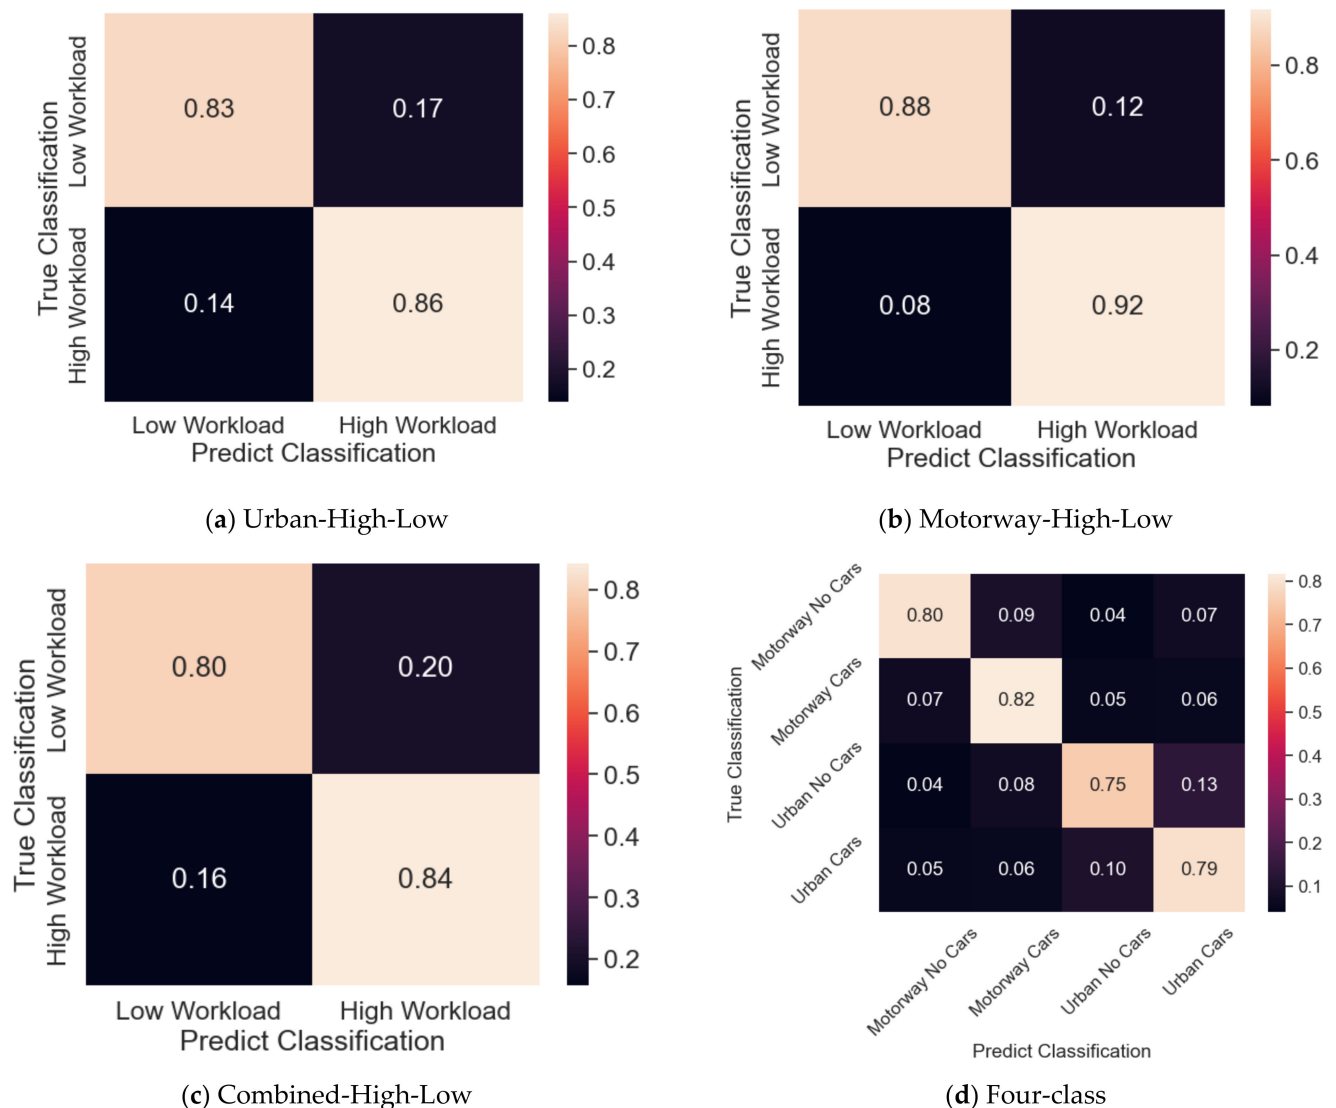 True Classification
Low Workload
High Workload
0.83
0.17
0.14
0.86
0.8
0.7
0.6
0.5
0.4
0.3
0.2
Low Workload
High Workload
Predict Classification
(a) Urban-High-Low
True Classification
Low Workload
High Workload
0.88
0.12
0.08
0.92
0.8
0.6
0.4
0.2
Low Workload
High Workload
Predict Classification
(b) Motorway-High-Low
True Classification
Low Workload
High Workload
0.80
0.20
0.16
0.84
0.8
0.7
0.6
0.5
0.4
0.3
0.2
Low Workload
High Workload
Predict Classification
(c) Combined-High-Low
True Classification
Motorway No Cars
Motorway Cars
Urban No Cars
Urban Cars
0.80 0.09 0.04 0.07
0.07 0.82 0.05 0.06
0.04 0.08 0.75 0.13
0.05 0.06 0.10 0.79
0.8
0.7
0.6
0.5
0.4
0.3
0.2
0.1
Motorway No Cars
Motorway Cars
Urban No Cars
Urban Cars
Predict Classification
(d) Four-class